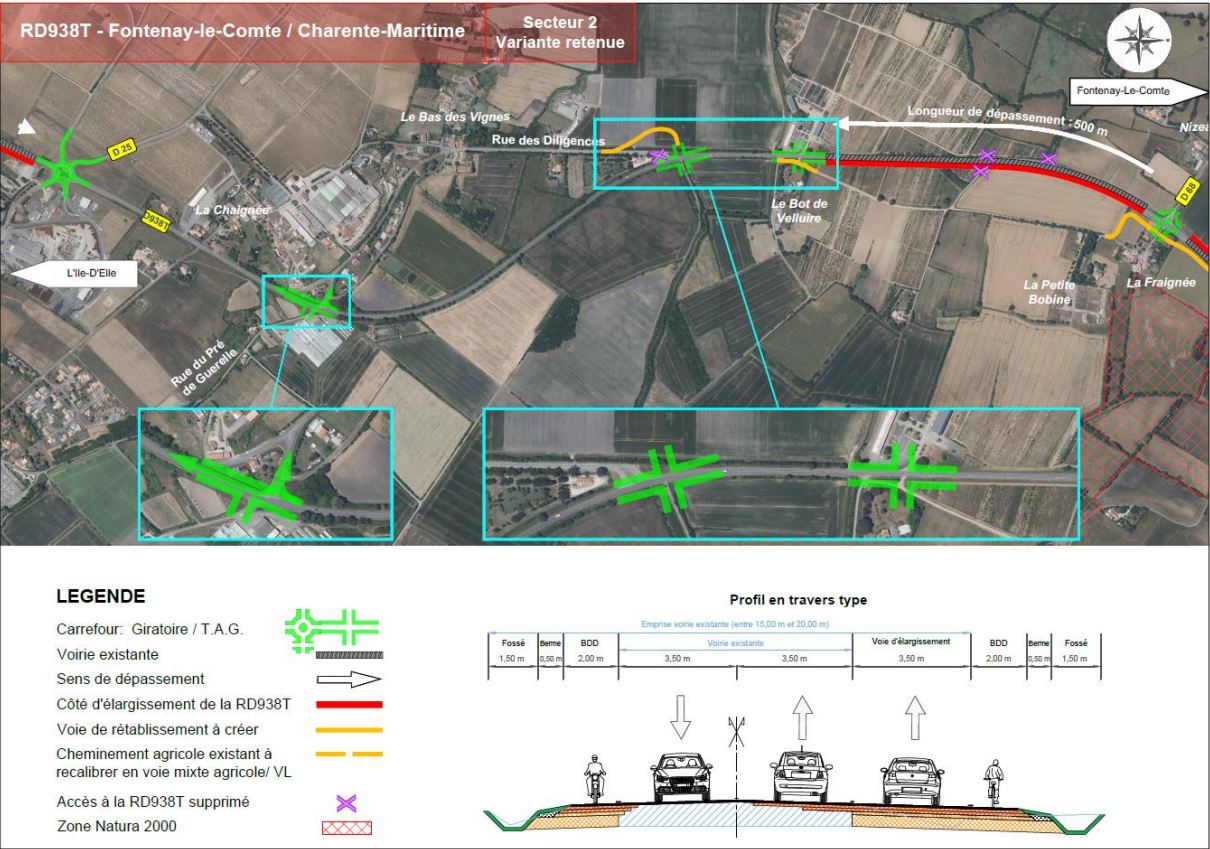 RD938T - Fontenay-le-Comte / Charente-Maritime
Secteur 2
Variante retenue
Fontenay-Le-Comte
Longueur de dépassement : 500 m
Le Bas des Vignes
Rue des Diligences
D 25
La Chaignée
D938T
Le Bot de
Velluire
D 68
L'Ile-D'Elle
La Petite
Bobine
La Fraignée
Rue du Pré
de Guerelle
LEGENDE
Carrefour: Giratoire / T.A.G.
Voirie existante
Sens de dépassement
Côté d'élargissement de la RD938T
Voie de rétablissement à créer
Cheminement agricole existant à
recalibrer en voie mixte agricole/ VL
Accès à la RD938T supprimé
Zone Natura 2000
Profil en travers type
Emprise voirie existante (entre 15,00 m et 20,00 m)
Fossé Berme BDD Voirie existante Voie d'élargissement BDD Berme Fossé
1,50 m 0,50 m 2,00 m 3,50 m 3,50 m 3,50 m 2,00 m 0,50 m 1,50 m